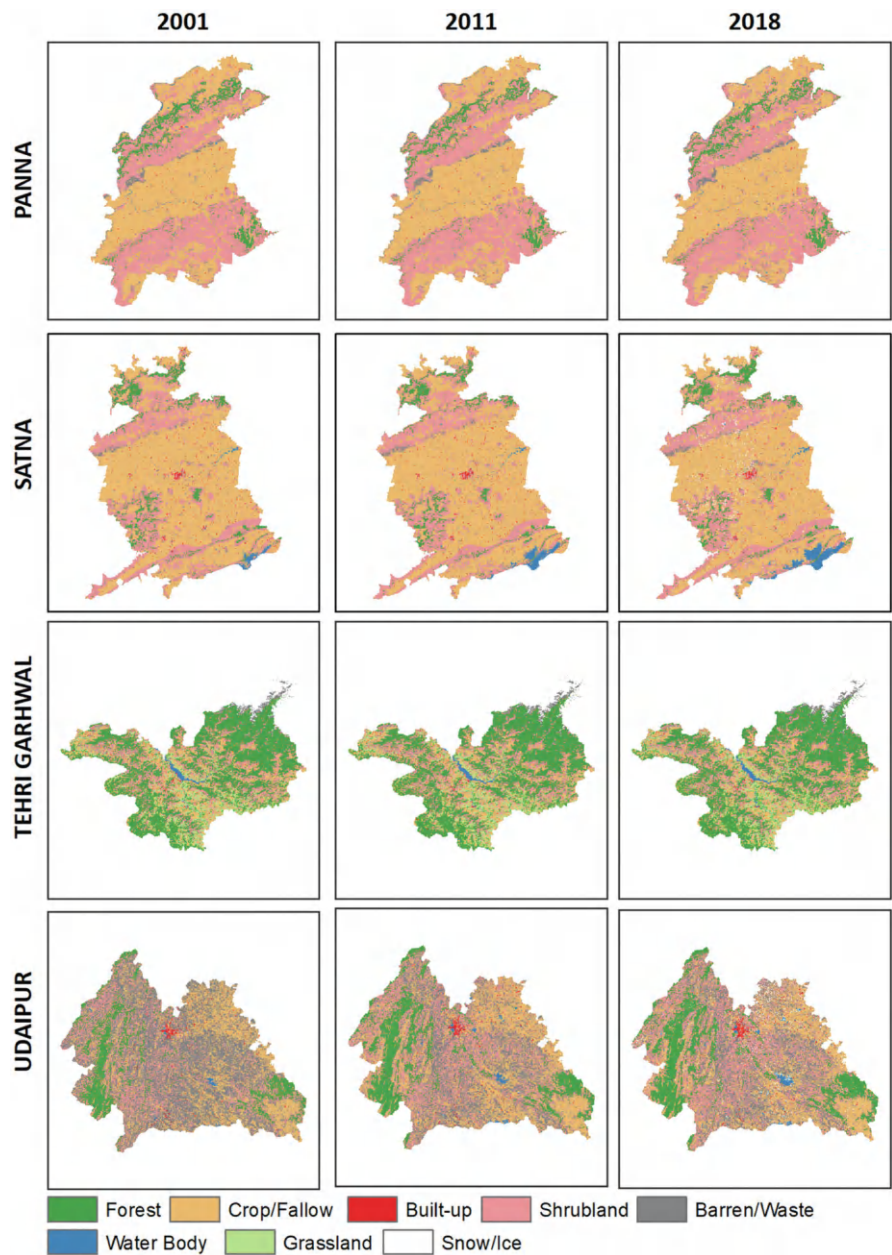 2001 2011 2018
PANNA
SATNA
TEHRI GARHWAL
UDAIPUR
Forest Crop/Fallow Built-up Shrubland Barren/Waste
Water Body Grassland Snow/Ice